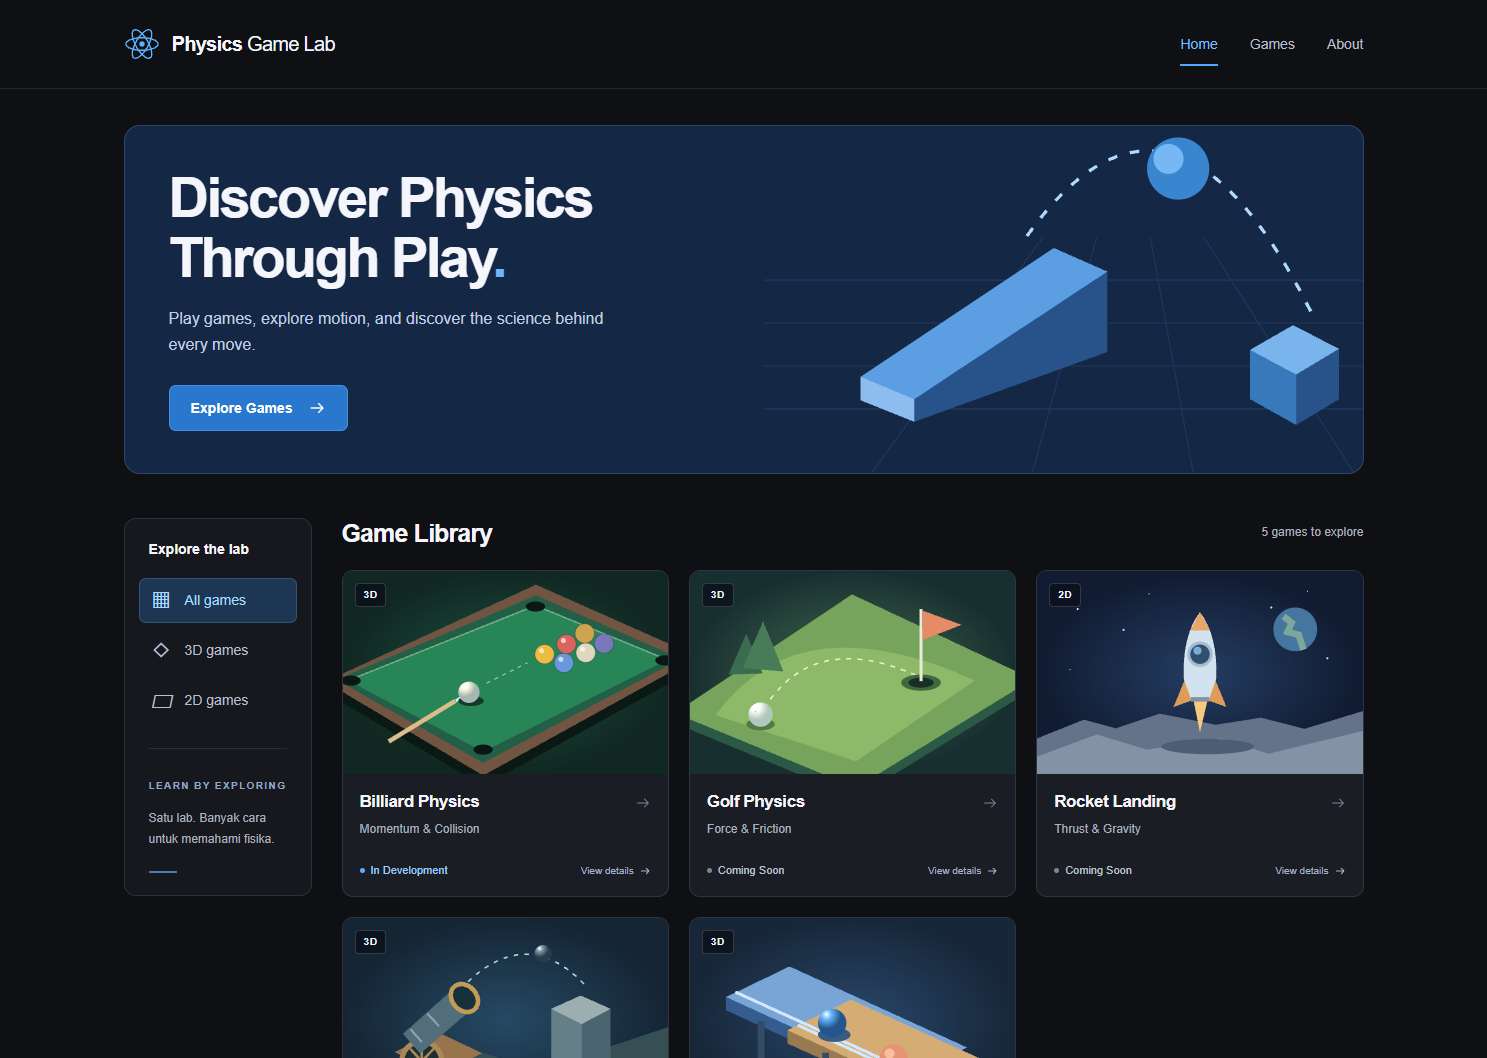 Physics Game Lab
Home
Games
About
Discover Physics
Through Play.
Play games, explore motion, and discover the science behind
every move.
Explore Games →
Explore the lab
All games
3D games
2D games
LEARN BY EXPLORING
Satu lab. Banyak cara
untuk memahami fisika.
Game Library
5 games to explore
3D
Billiard Physics →
Momentum & Collision
In Development
View details →
3D
Golf Physics →
Force & Friction
Coming Soon
View details →
2D
Rocket Landing →
Thrust & Gravity
Coming Soon
View details →
3D
3D